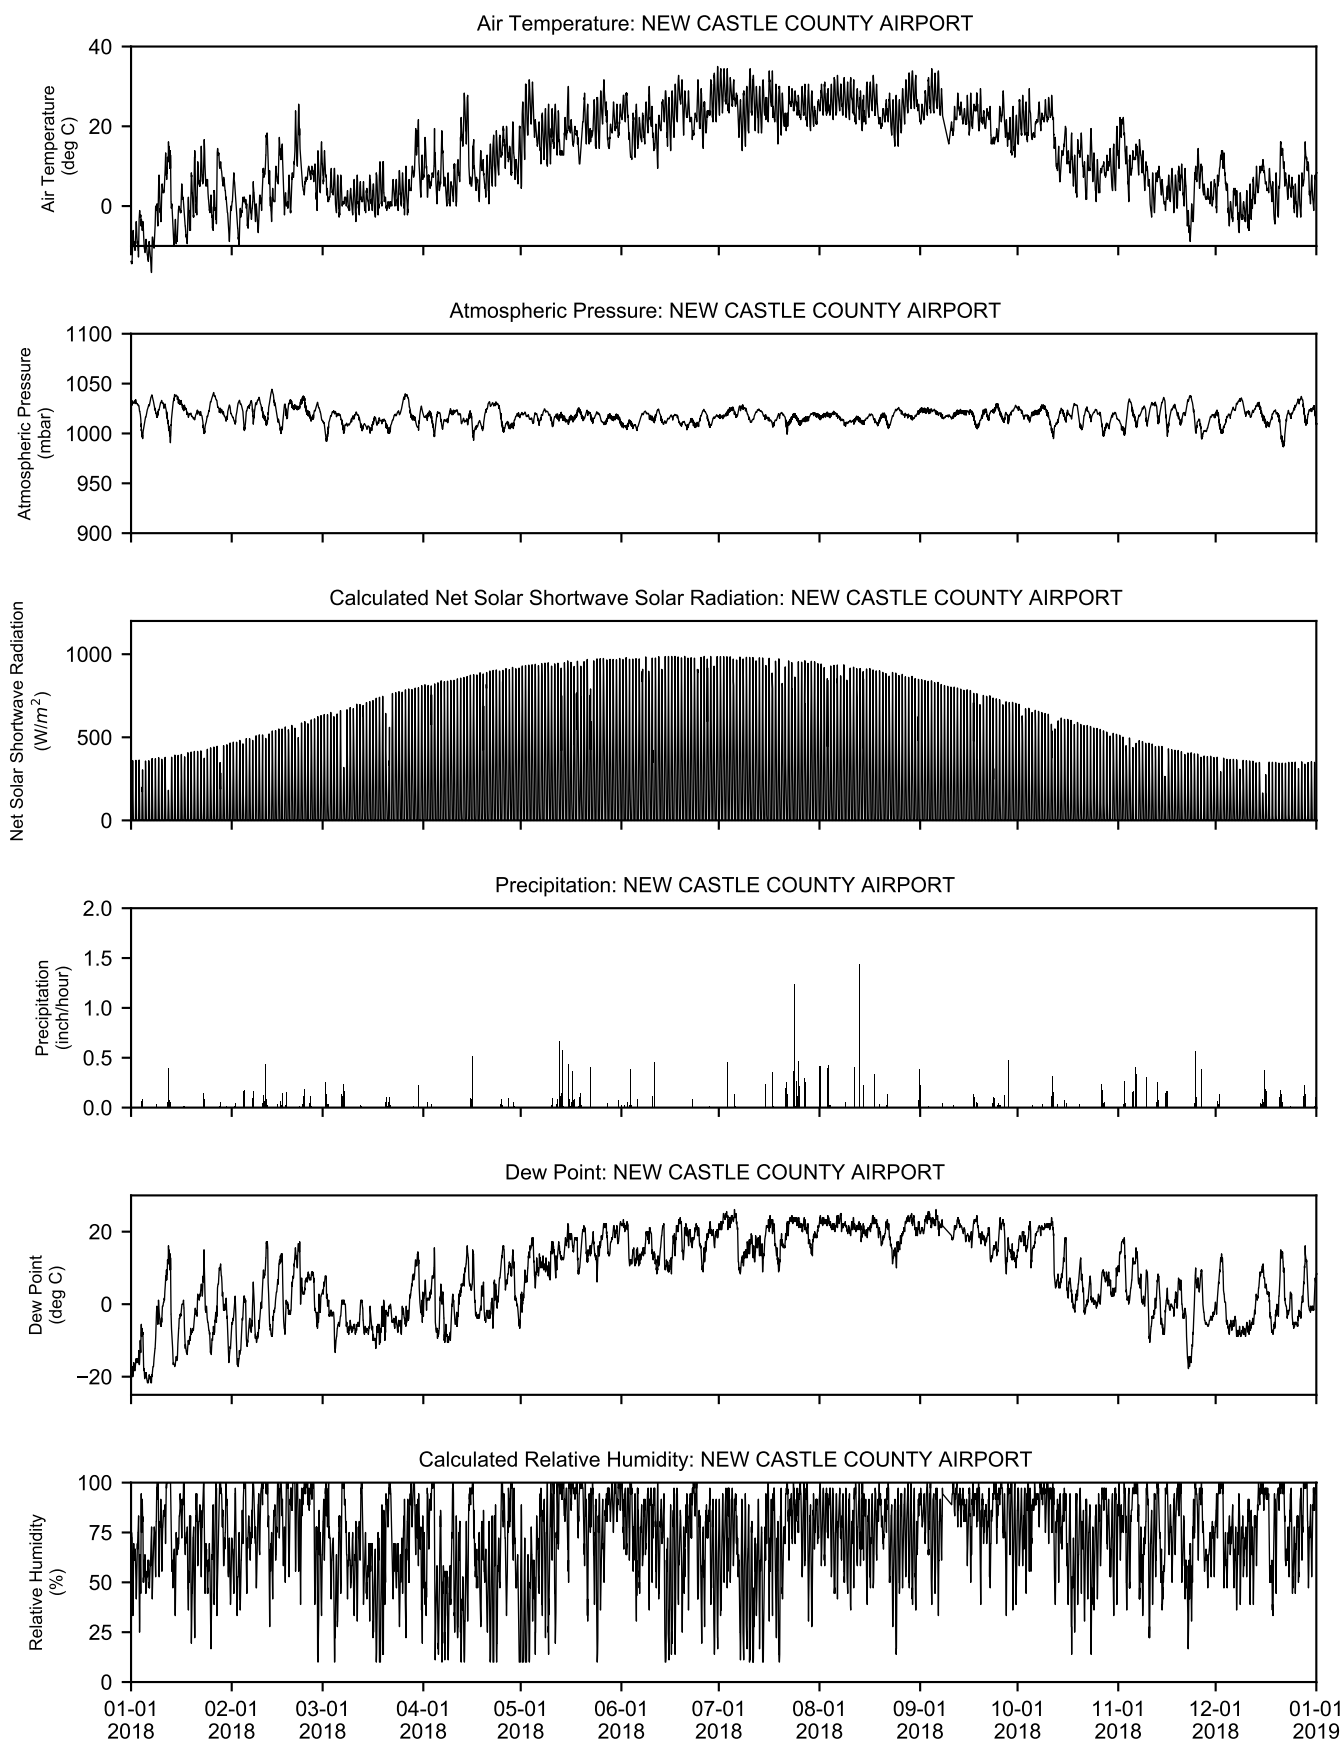 Air Temperature: NEW CASTLE COUNTY AIRPORT
Air Temperature
(deg C)
40
20
0
Atmospheric Pressure: NEW CASTLE COUNTY AIRPORT
Atmospheric Pressure
(mbar)
1100
1050
1000
950
900
Calculated Net Solar Shortwave Solar Radiation: NEW CASTLE COUNTY AIRPORT
Net Solar Shortwave Radiation
(W/m²)
1000
500
0
Precipitation: NEW CASTLE COUNTY AIRPORT
Precipitation
(inch/hour)
2.0
1.5
1.0
0.5
0.0
Dew Point: NEW CASTLE COUNTY AIRPORT
Dew Point
(deg C)
20
0
−20
Calculated Relative Humidity: NEW CASTLE COUNTY AIRPORT
Relative Humidity
(%)
100
75
50
25
0
01-01 02-01 03-01 04-01 05-01 06-01 07-01 08-01 09-01 10-01 11-01 12-01 01-01
2018 2018 2018 2018 2018 2018 2018 2018 2018 2018 2018 2018 2019